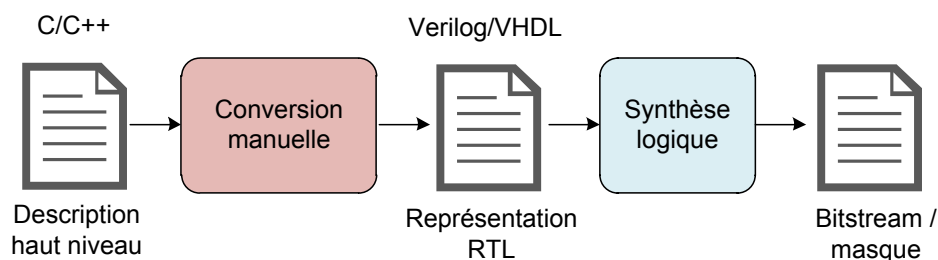 C/C++
Verilog/VHDL
Conversion
manuelle
Synthèse
logique
Description
haut niveau
Représentation
RTL
Bitstream /
masque